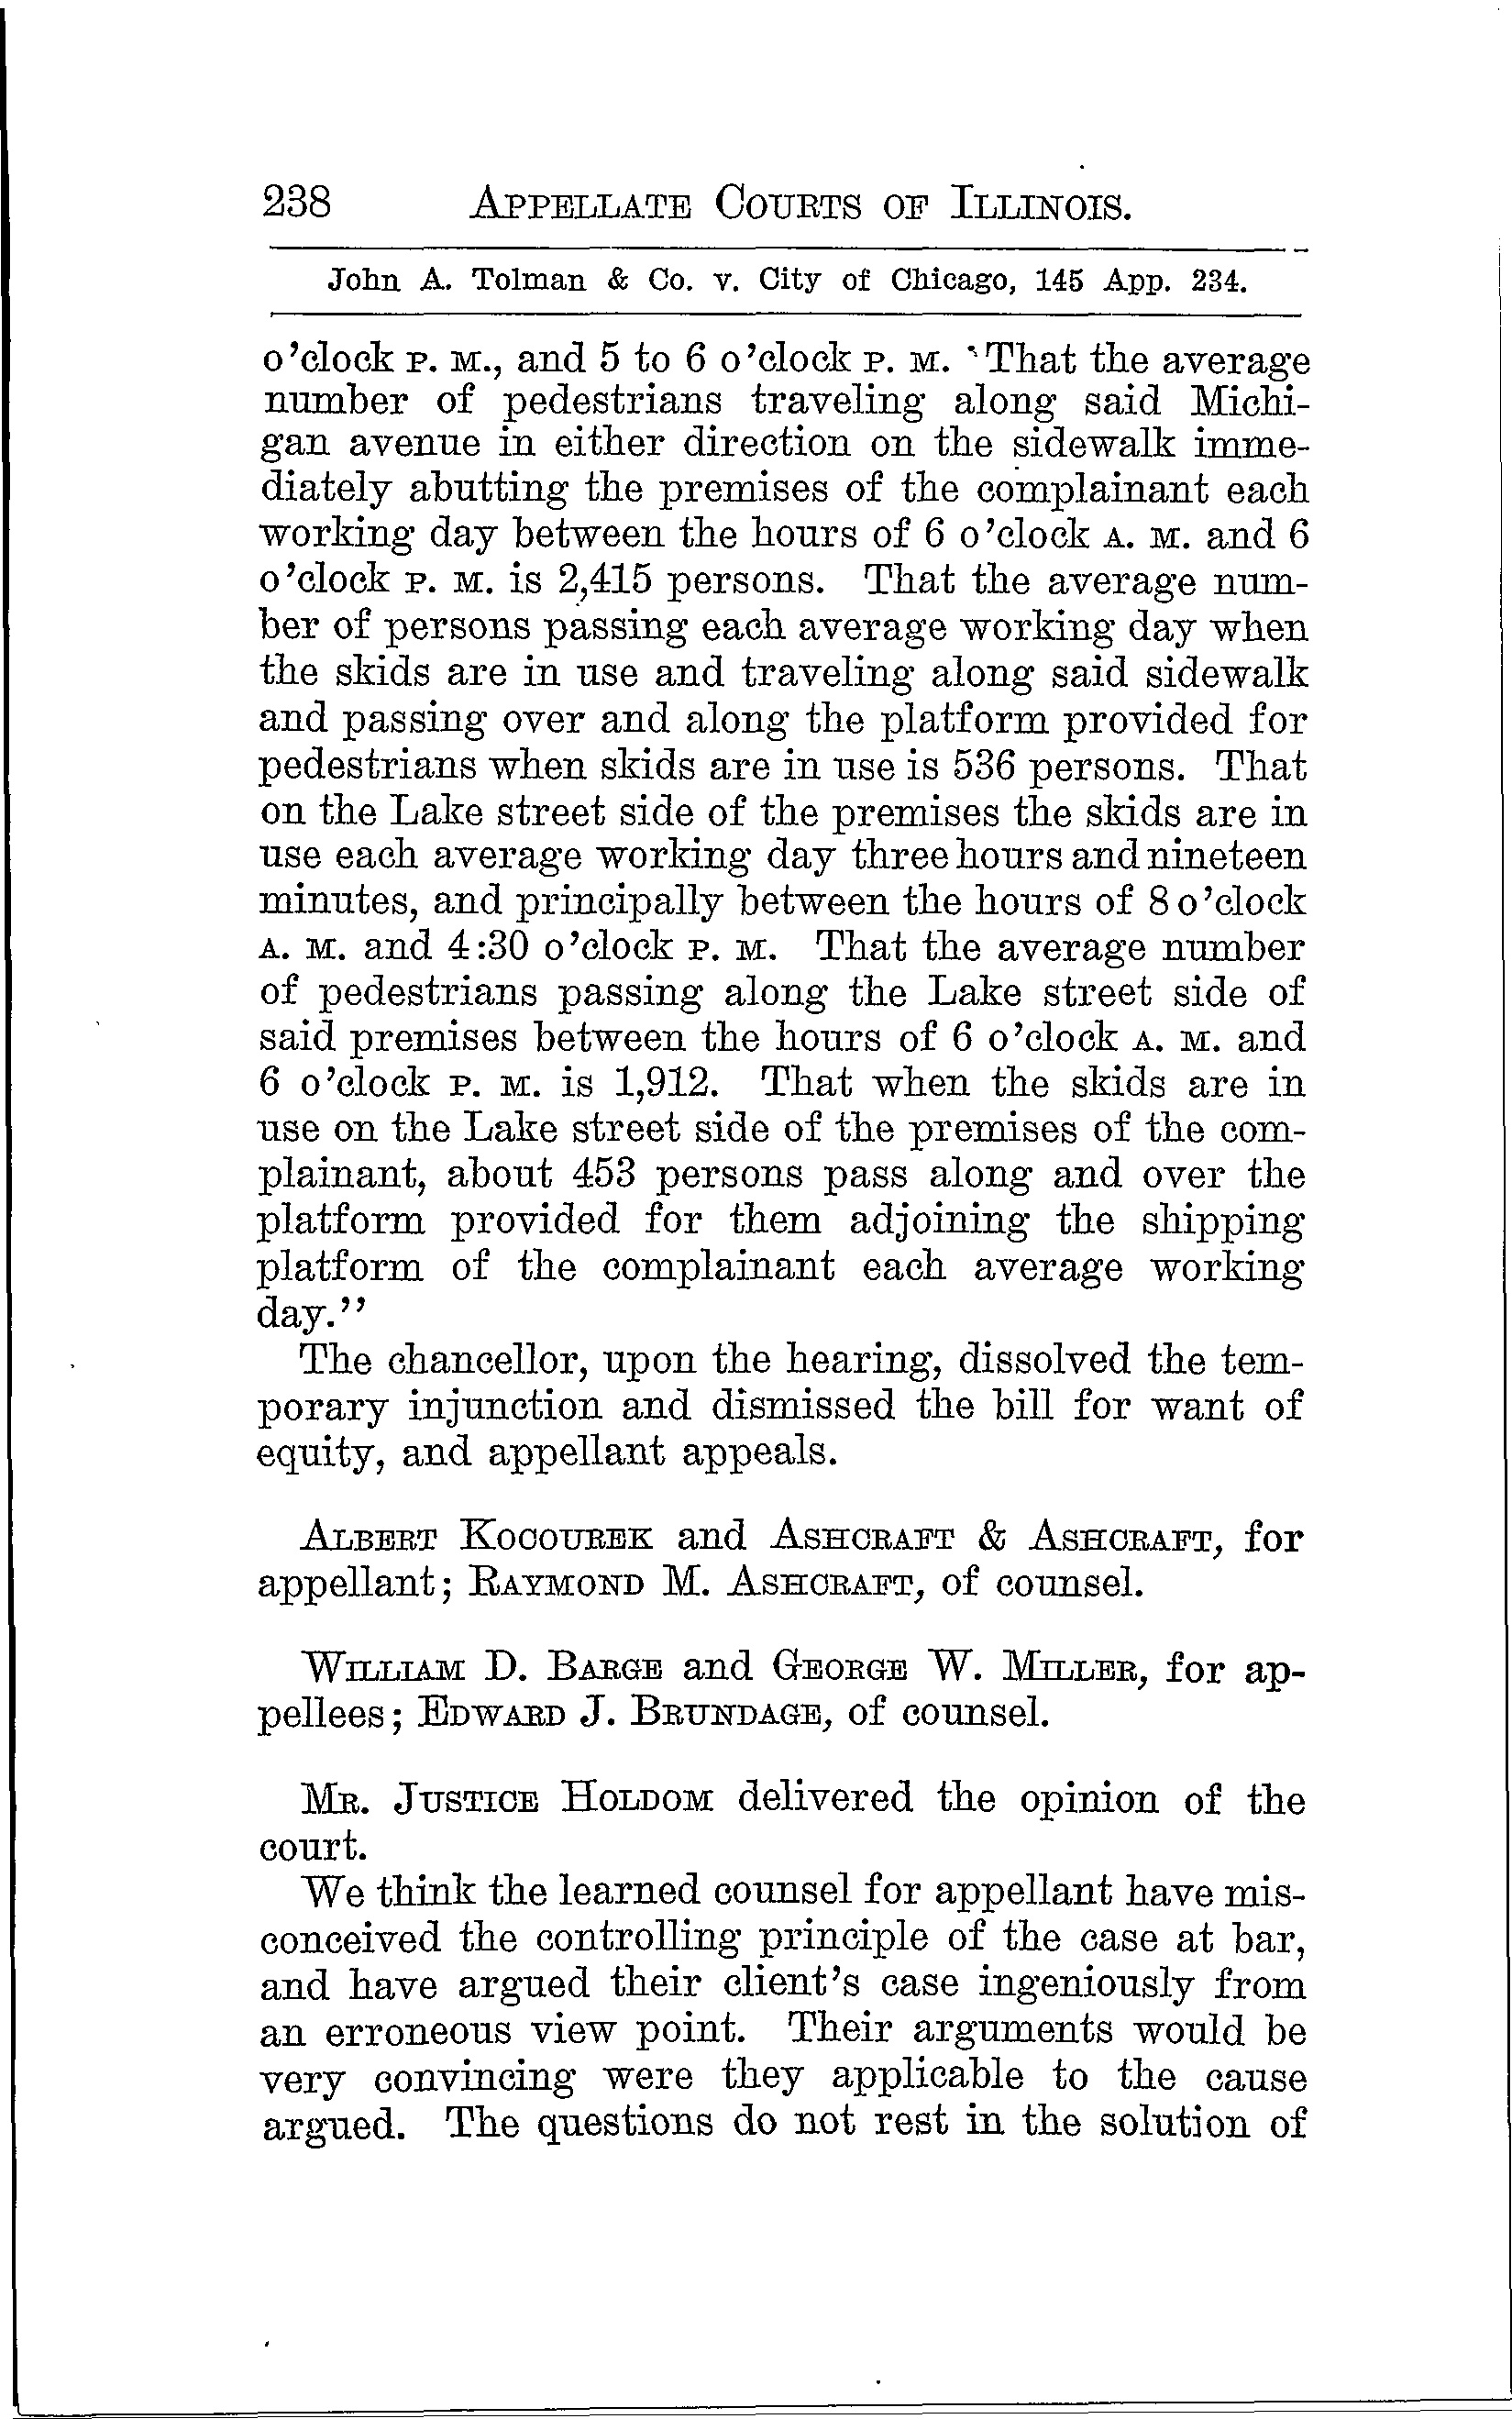 238 APPELLATE COURTS OF ILLINOIS.
John A. Tolman & Co. v. City of Chicago, 145 App. 234.
o'clock P. M., and 5 to 6 o'clock P. M. That the average
number of pedestrians traveling along said Michi-
gan avenue in either direction on the sidewalk imme-
diately abutting the premises of the complainant each
working day between the hours of 6 o'clock A. M. and 6
o'clock P. M. is 2,415 persons. That the average num-
ber of persons passing each average working day when
the skids are in use and traveling along said sidewalk
and passing over and along the platform provided for
pedestrians when skids are in use is 536 persons. That
on the Lake street side of the premises the skids are in
use each average working day three hours and nineteen
minutes, and principally between the hours of 8 o'clock
A. M. and 4:30 o'clock P. M. That the average number
of pedestrians passing along the Lake street side of
said premises between the hours of 6 o'clock A. M. and
6 o'clock P. M. is 1,912. That when the skids are in
use on the Lake street side of the premises of the com-
plainant, about 453 persons pass along and over the
platform provided for them adjoining the shipping
platform of the complainant each average working
day."
The chancellor, upon the hearing, dissolved the tem-
porary injunction and dismissed the bill for want of
equity, and appellant appeals.
ALBERT KOCOUREK and ASHCRAFT & ASHCRAFT, for
appellant; RAYMOND M. ASHCRAFT, of counsel.
WILLIAM D. BARGE and GEORGE W. MILLER, for ap-
pellees; EDWARD J. BRUNDAGE, of counsel.
MR. JUSTICE HOLDOM delivered the opinion of the
court.
We think the learned counsel for appellant have mis-
conceived the controlling principle of the case at bar,
and have argued their client's case ingeniously from
an erroneous view point. Their arguments would be
very convincing were they applicable to the cause
argued. The questions do not rest in the solution of